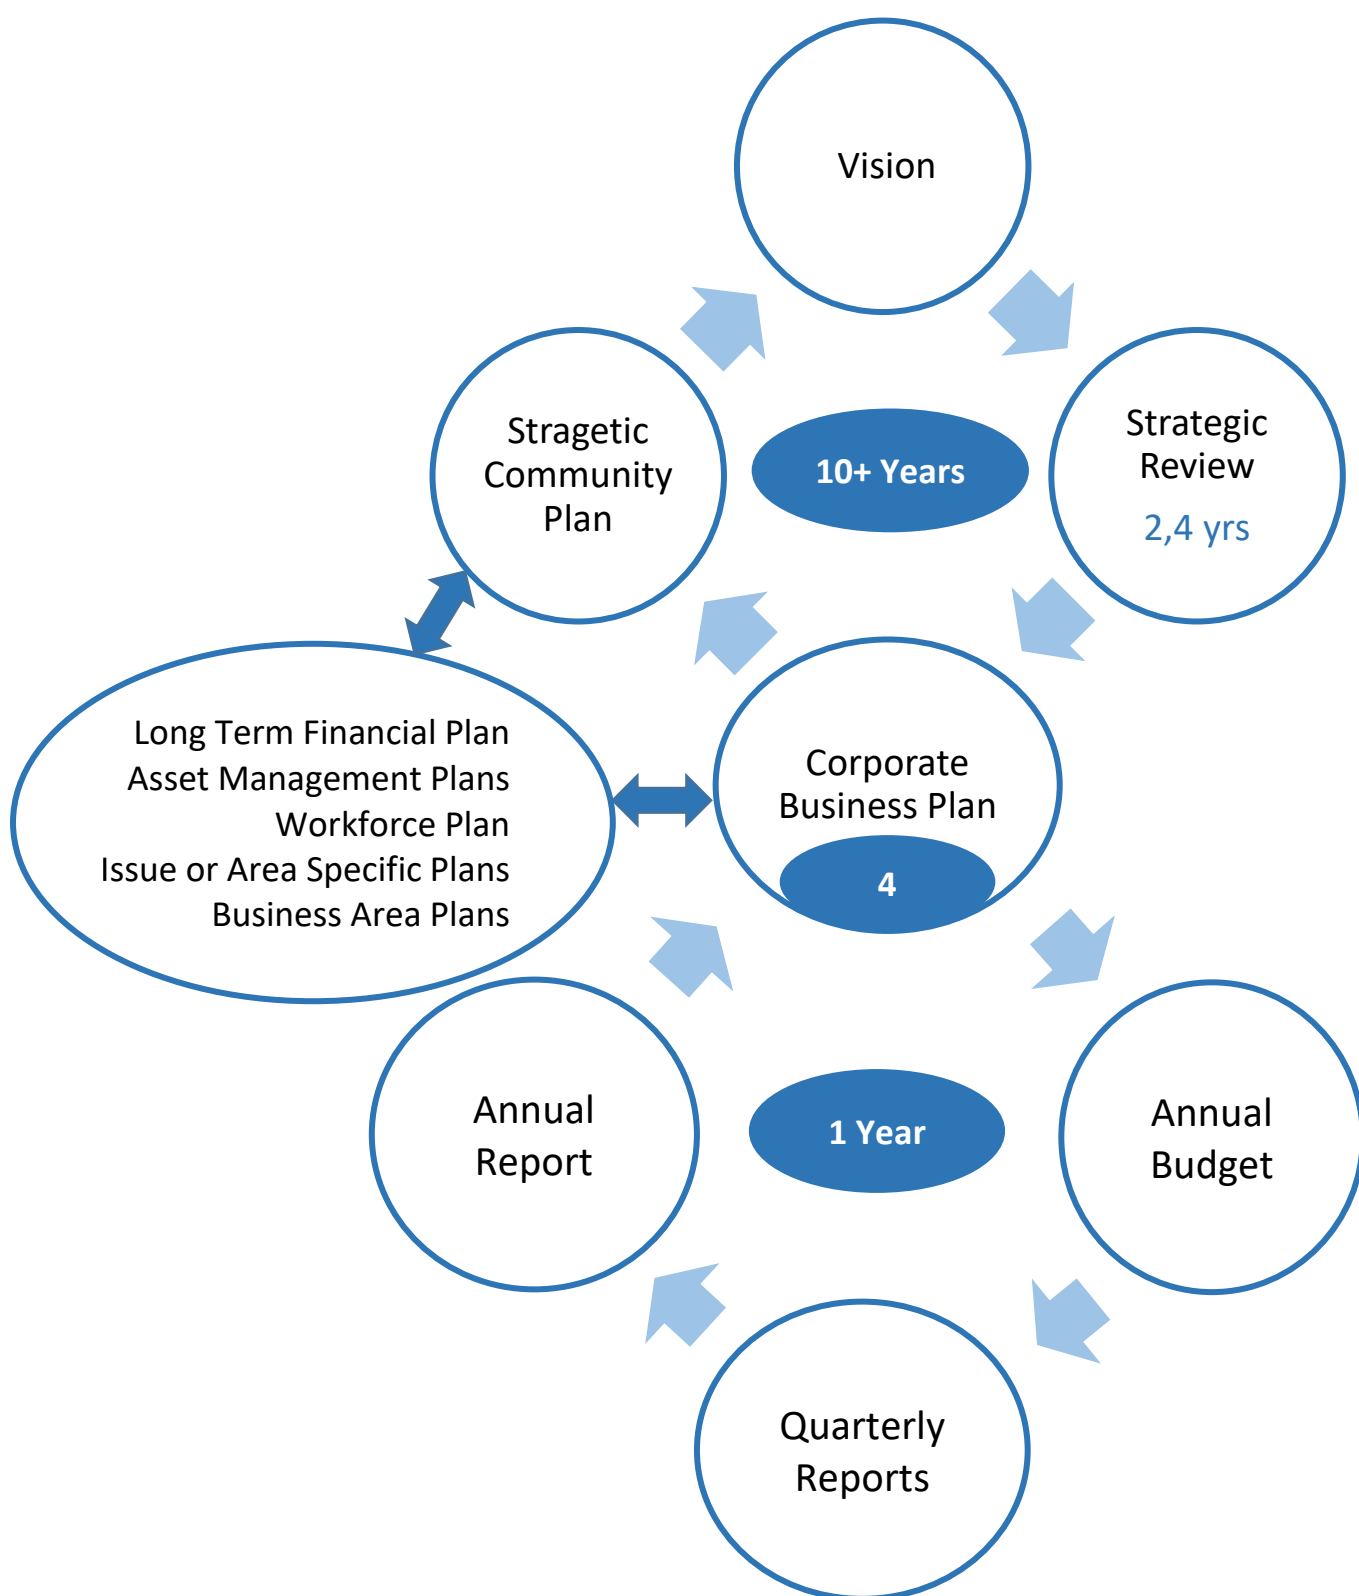 Vision
Stragetic
Community
Plan
10+ Years
Strategic
Review
2,4 yrs
Long Term Financial Plan
Asset Management Plans
Workforce Plan
Issue or Area Specific Plans
Business Area Plans
Corporate
Business Plan
4
Annual
Report
1 Year
Annual
Budget
Quarterly
Reports